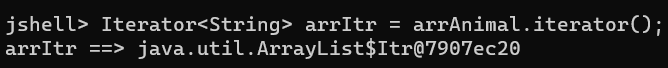 jshell> Iterator<String> arrItr = arrAnimal.iterator();
arrItr ==> java.util.ArrayList$Itr@7907ec20